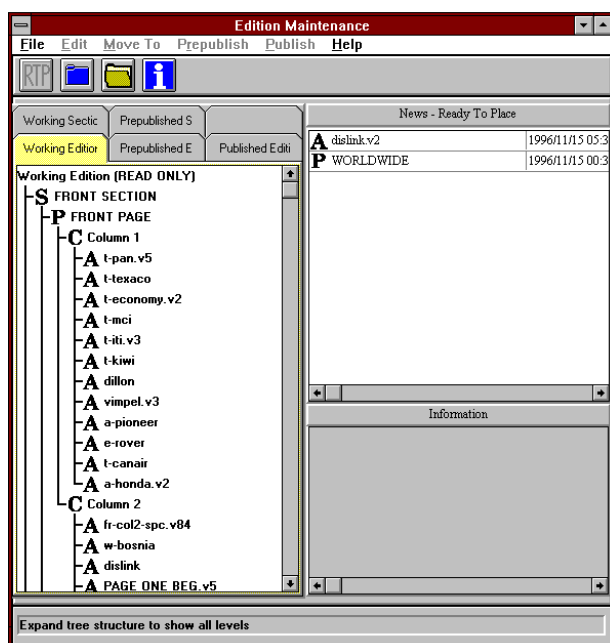 Edition Maintenance
File Edit Move To Prepublish Publish Help
RTP
Working Sectic Prepublished S
Working Editior Prepublished E Published Editi
Working Edition (READ ONLY)
S FRONT SECTION
P FRONT PAGE
C Column 1
A t-pan.v5
A t-texaco
A t-economy.v2
A t-mci
A t-iti.v3
A t-kiwi
A dillon
A vimpel.v3
A a-pioneer
A e-rover
A t-canair
A a-honda.v2
C Column 2
A fr-col2-spc.v84
A w-bosnia
A dislink
A PAGE ONE BEG.v5
News - Ready To Place
A dislink.v2 1996/11/15 05:3
P WORLDWIDE 1996/11/15 00:3
Information
Expand tree structure to show all levels